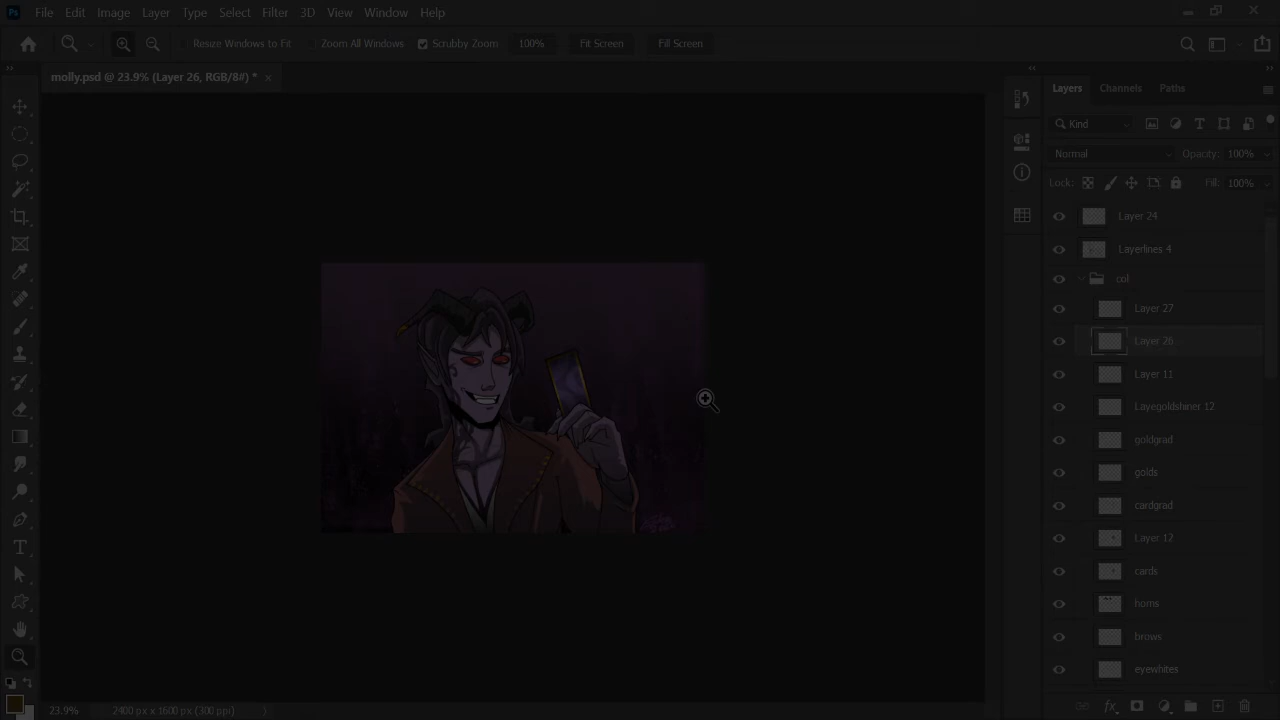 Ps File Edit Image Layer Type Select Filter 3D View Window Help
Resize Windows to Fit Zoom All Windows Scrubby Zoom 100% Fit Screen Fill Screen
molly.psd @ 23.9% (Layer 26, RGB/8#) * ×
Layers Channels Paths
Kind
Normal Opacity: 100%
Lock: Fill: 100%
Layer 24
Layerlines 4
col
Layer 27
Layer 26
Layer 11
Layegoldshiner 12
goldgrad
golds
cardgrad
Layer 12
cards
horns
brows
eyewhites
23.9% 2400 px x 1600 px (300 ppi)